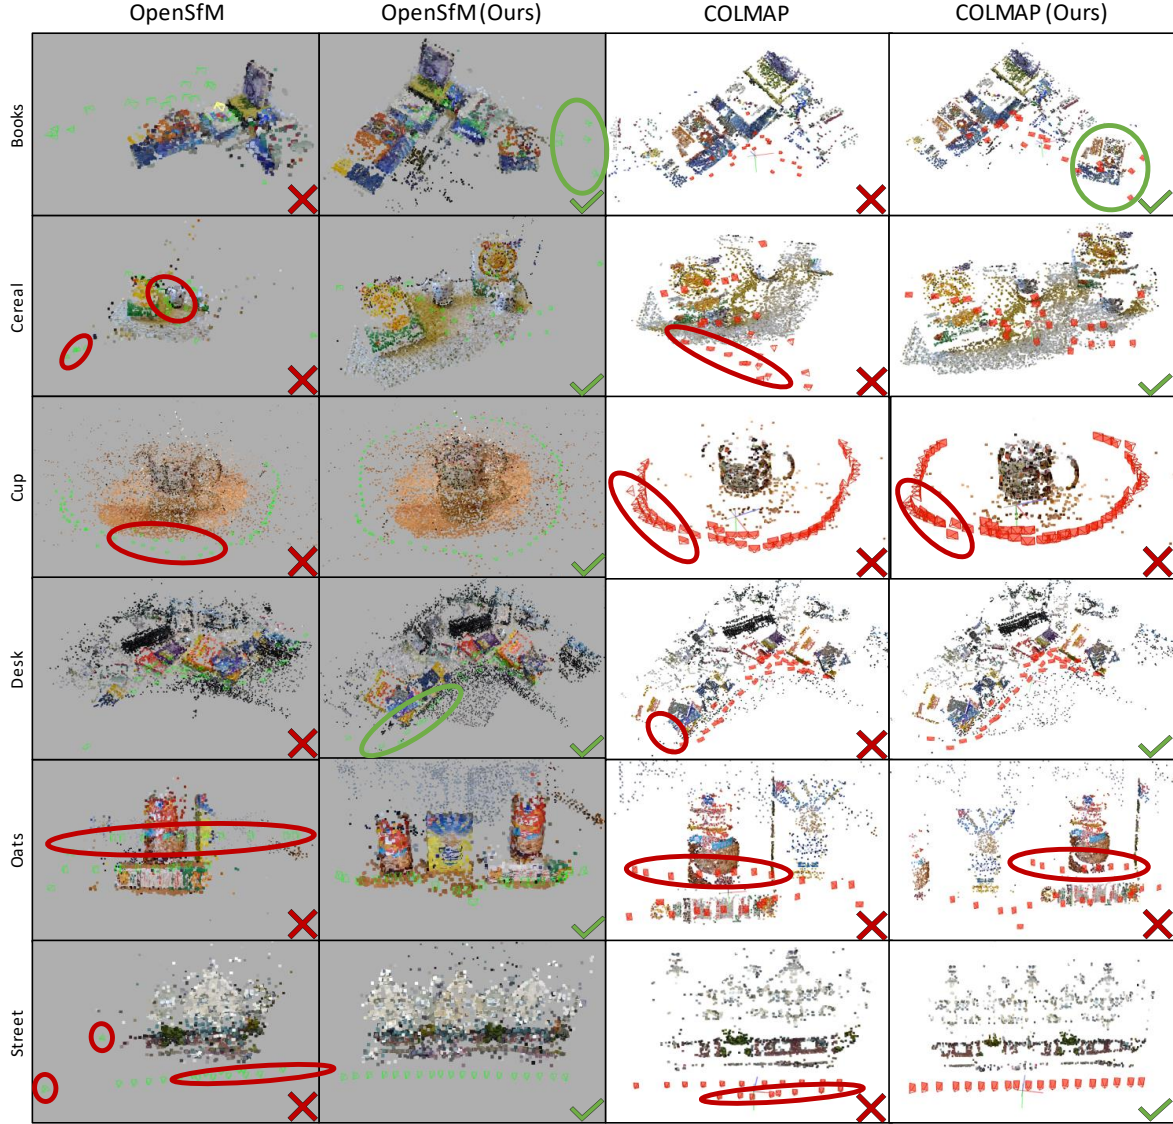 OpenSfM
OpenSfM (Ours)
COLMAP
COLMAP (Ours)
Books
Cereal
Cup
Desk
Oats
Street